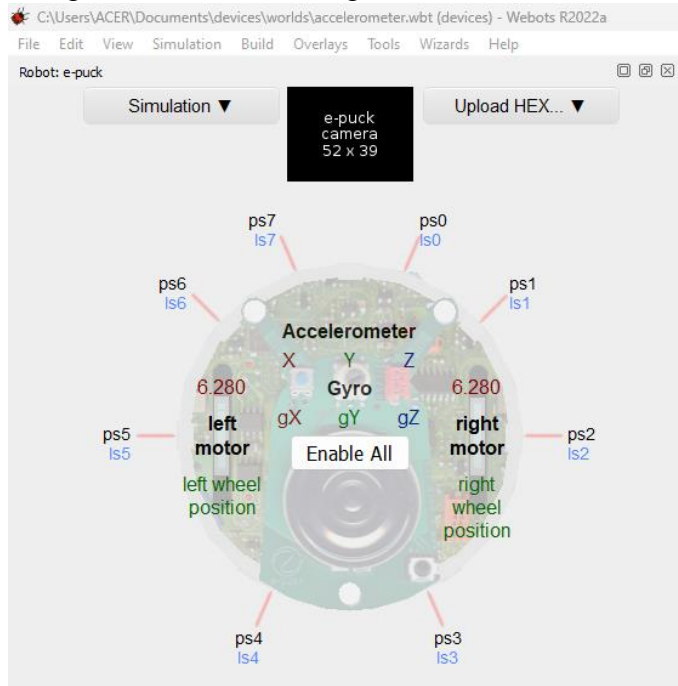 C:\Users\ACER\Documents\devices\worlds\accelerometer.wbt (devices) - Webots R2022a
File Edit View Simulation Build Overlays Tools Wizards Help
Robot: e-puck
Simulation ▼
e-puck
camera
52 x 39
Upload HEX... ▼
ps7
ls7
ps0
ls0
ps6
ls6
ps1
ls1
Accelerometer
X Y Z
6.280 Gyro 6.280
gX gY gZ
ps5
ls5
left
motor
right
motor
ps2
ls2
Enable All
left wheel
position
right
wheel
position
ps4
ls4
ps3
ls3